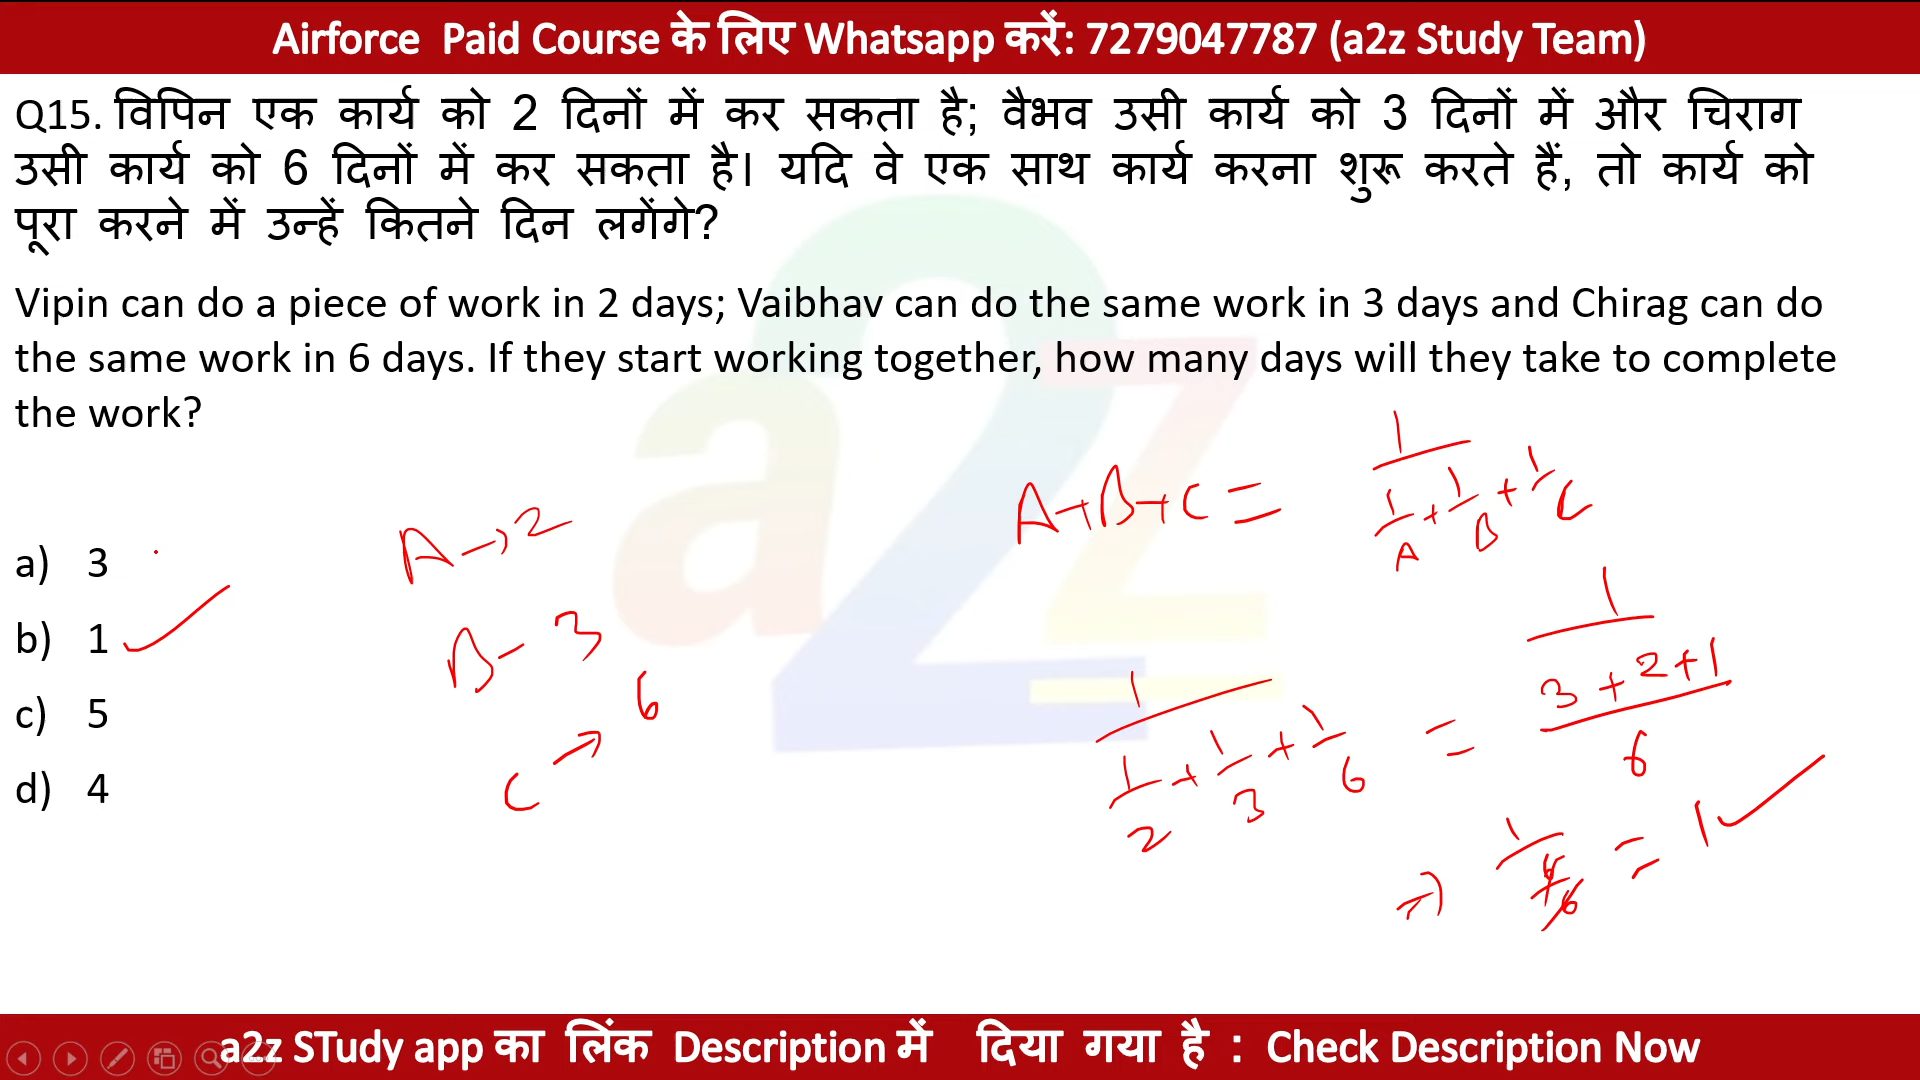 Airforce Paid Course के लिए Whatsapp करें: 7279047787 (a2z Study Team)
Q15. विपिन एक कार्य को 2 दिनों में कर सकता है; वैभव उसी कार्य को 3 दिनों में और चिराग
उसी कार्य को 6 दिनों में कर सकता है। यदि वे एक साथ कार्य करना शुरू करते हैं, तो कार्य को
पूरा करने में उन्हें कितने दिन लगेंगे?
Vipin can do a piece of work in 2 days; Vaibhav can do the same work in 3 days and Chirag can do
the same work in 6 days. If they start working together, how many days will they take to complete
the work?
a) 3
b) 1
c) 5
d) 4
a2z
A → 2
B - 3
C → 6
A+B+C = 1/(1/A + 1/B + 1/C)
1/(1/2 + 1/3 + 1/6) = 1/((3+2+1)/6)
⇒ 1/(6/6) = 1
a2z STudy app का लिंक Description में दिया गया है : Check Description Now